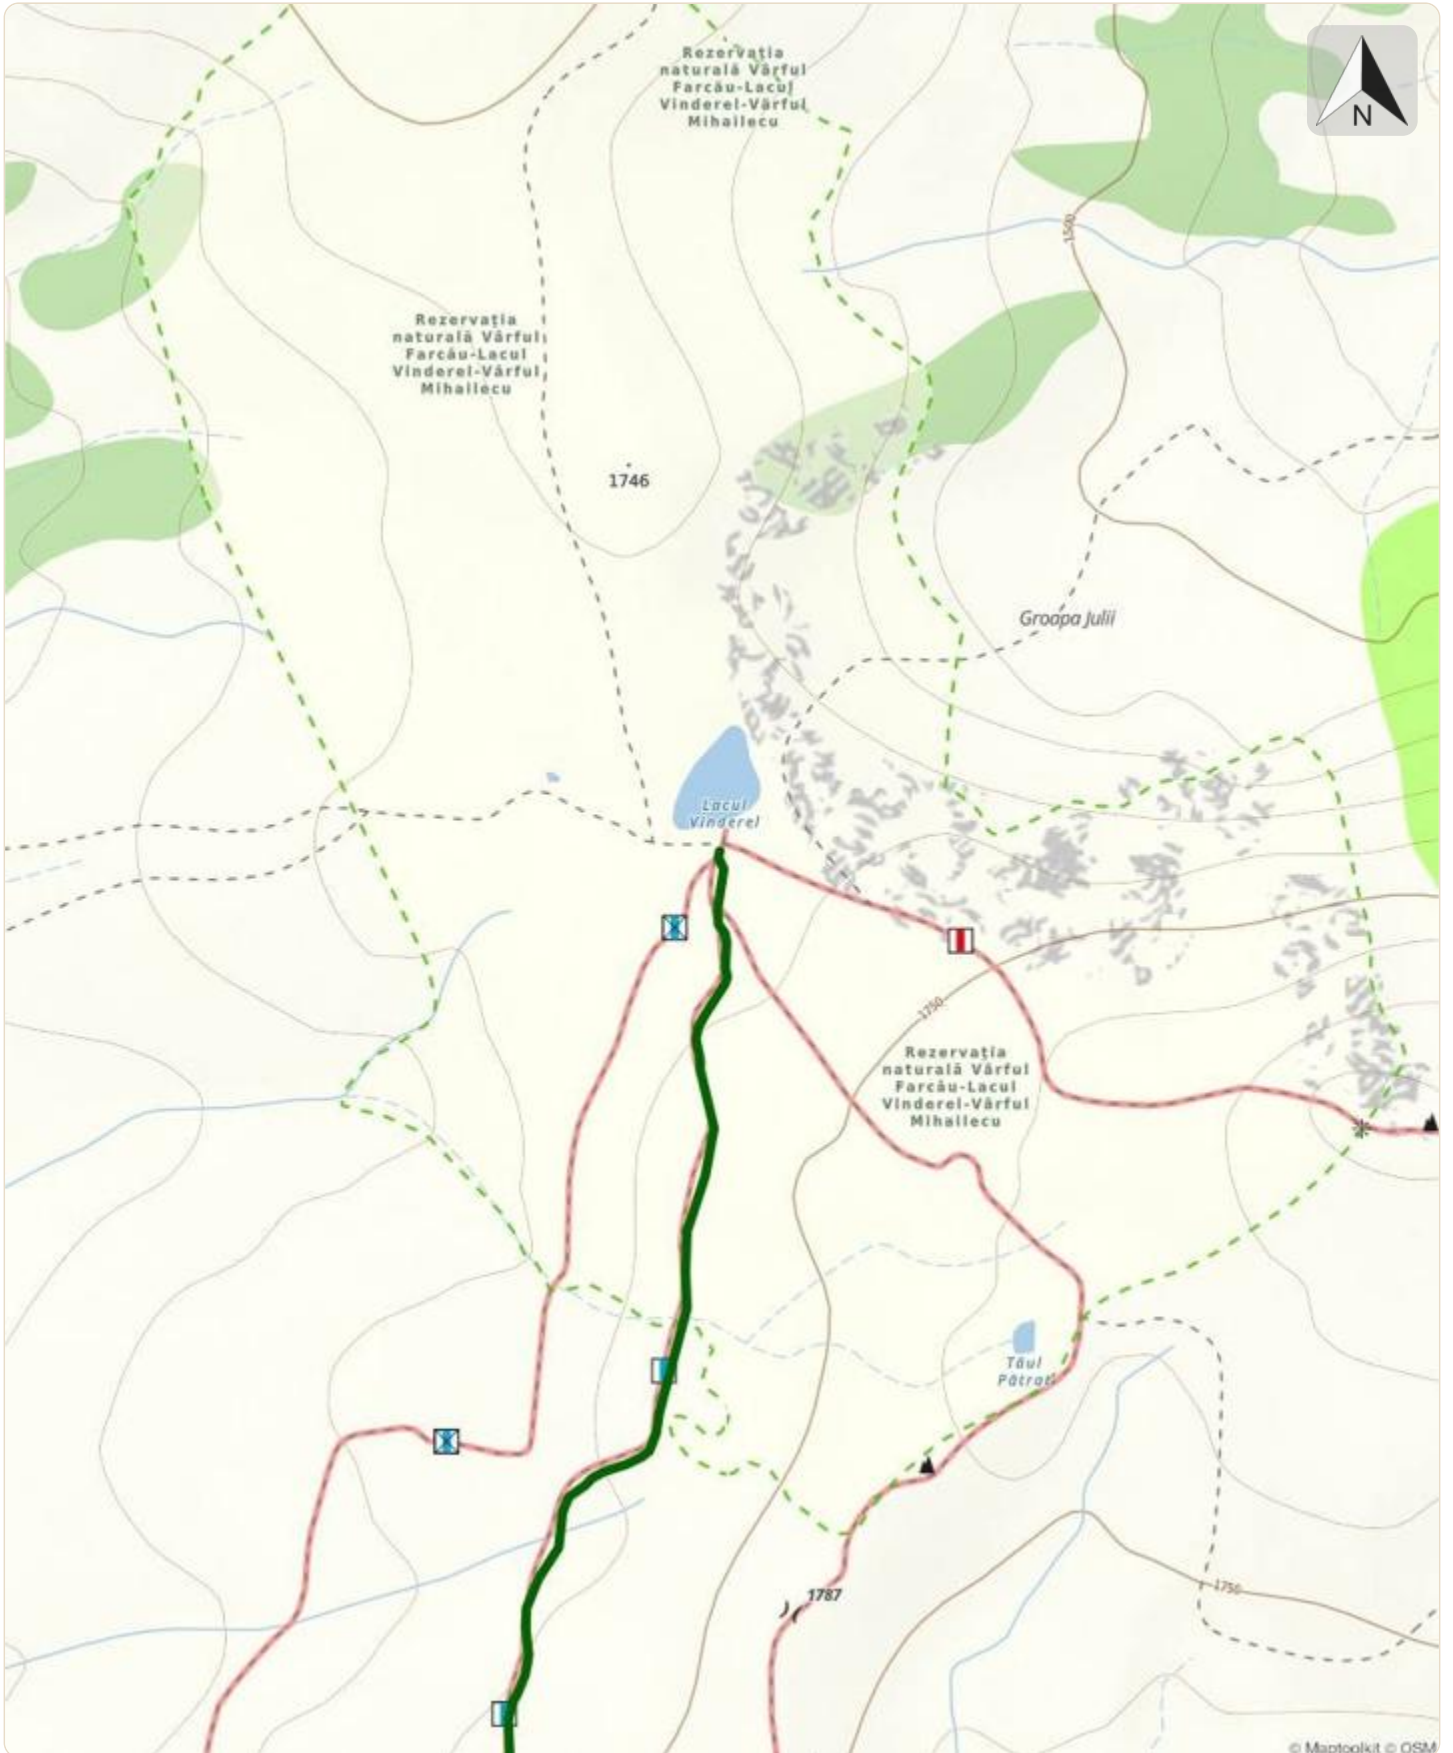 Rezervația
naturală Vârful
Farcău-Lacul
Vinderel-Vârful
Mihailecu
N
1500
Rezervația
naturală Vârful
Farcău-Lacul
Vinderel-Vârful
Mihailecu
1746
Groapa Julii
Lacul
Vinderel
1750
Rezervația
naturală Vârful
Farcău-Lacul
Vinderel-Vârful
Mihailecu
Tăul
Pătrat
1787
1750
© Maptoolkit © OSM